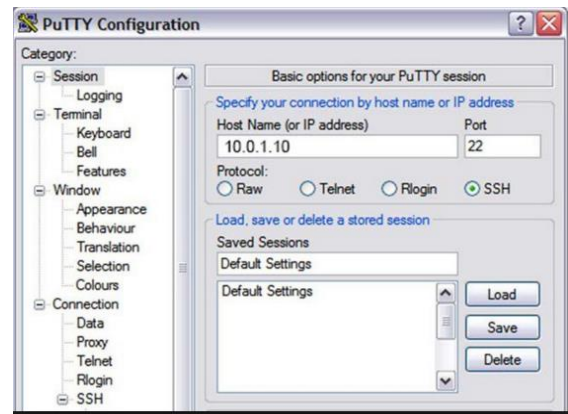 PuTTY Configuration
Category:
Session
Logging
Terminal
Keyboard
Bell
Features
Window
Appearance
Behaviour
Translation
Selection
Colours
Connection
Data
Proxy
Telnet
Rlogin
SSH
Basic options for your PuTTY session
Specify your connection by host name or IP address
Host Name (or IP address) Port
10.0.1.10 22
Protocol:
Raw Telnet Rlogin SSH
Load, save or delete a stored session
Saved Sessions
Default Settings
Default Settings
Load
Save
Delete